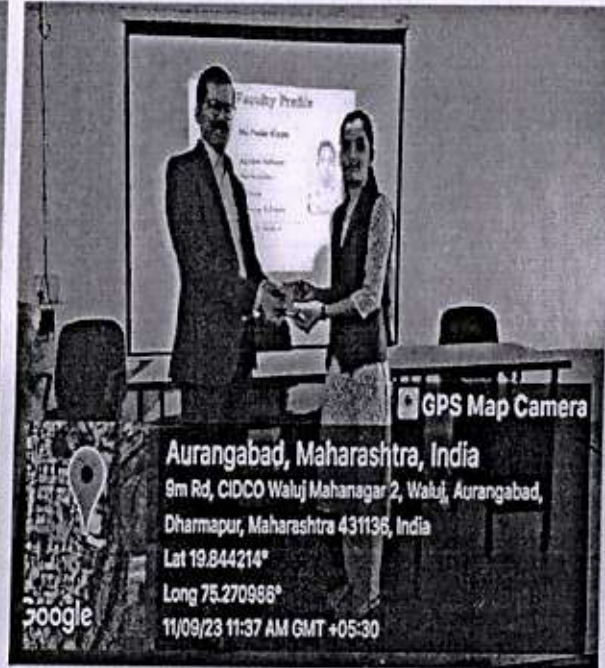 Faculty Profile
GPS Map Camera
Aurangabad, Maharashtra, India
9m Rd, CIDCO Waluj Mahanagar 2, Waluj, Aurangabad,
Dharmapur, Maharashtra 431136, India
Lat 19.844214°
Long 75.270986°
11/09/23 11:37 AM GMT +05:30
Google